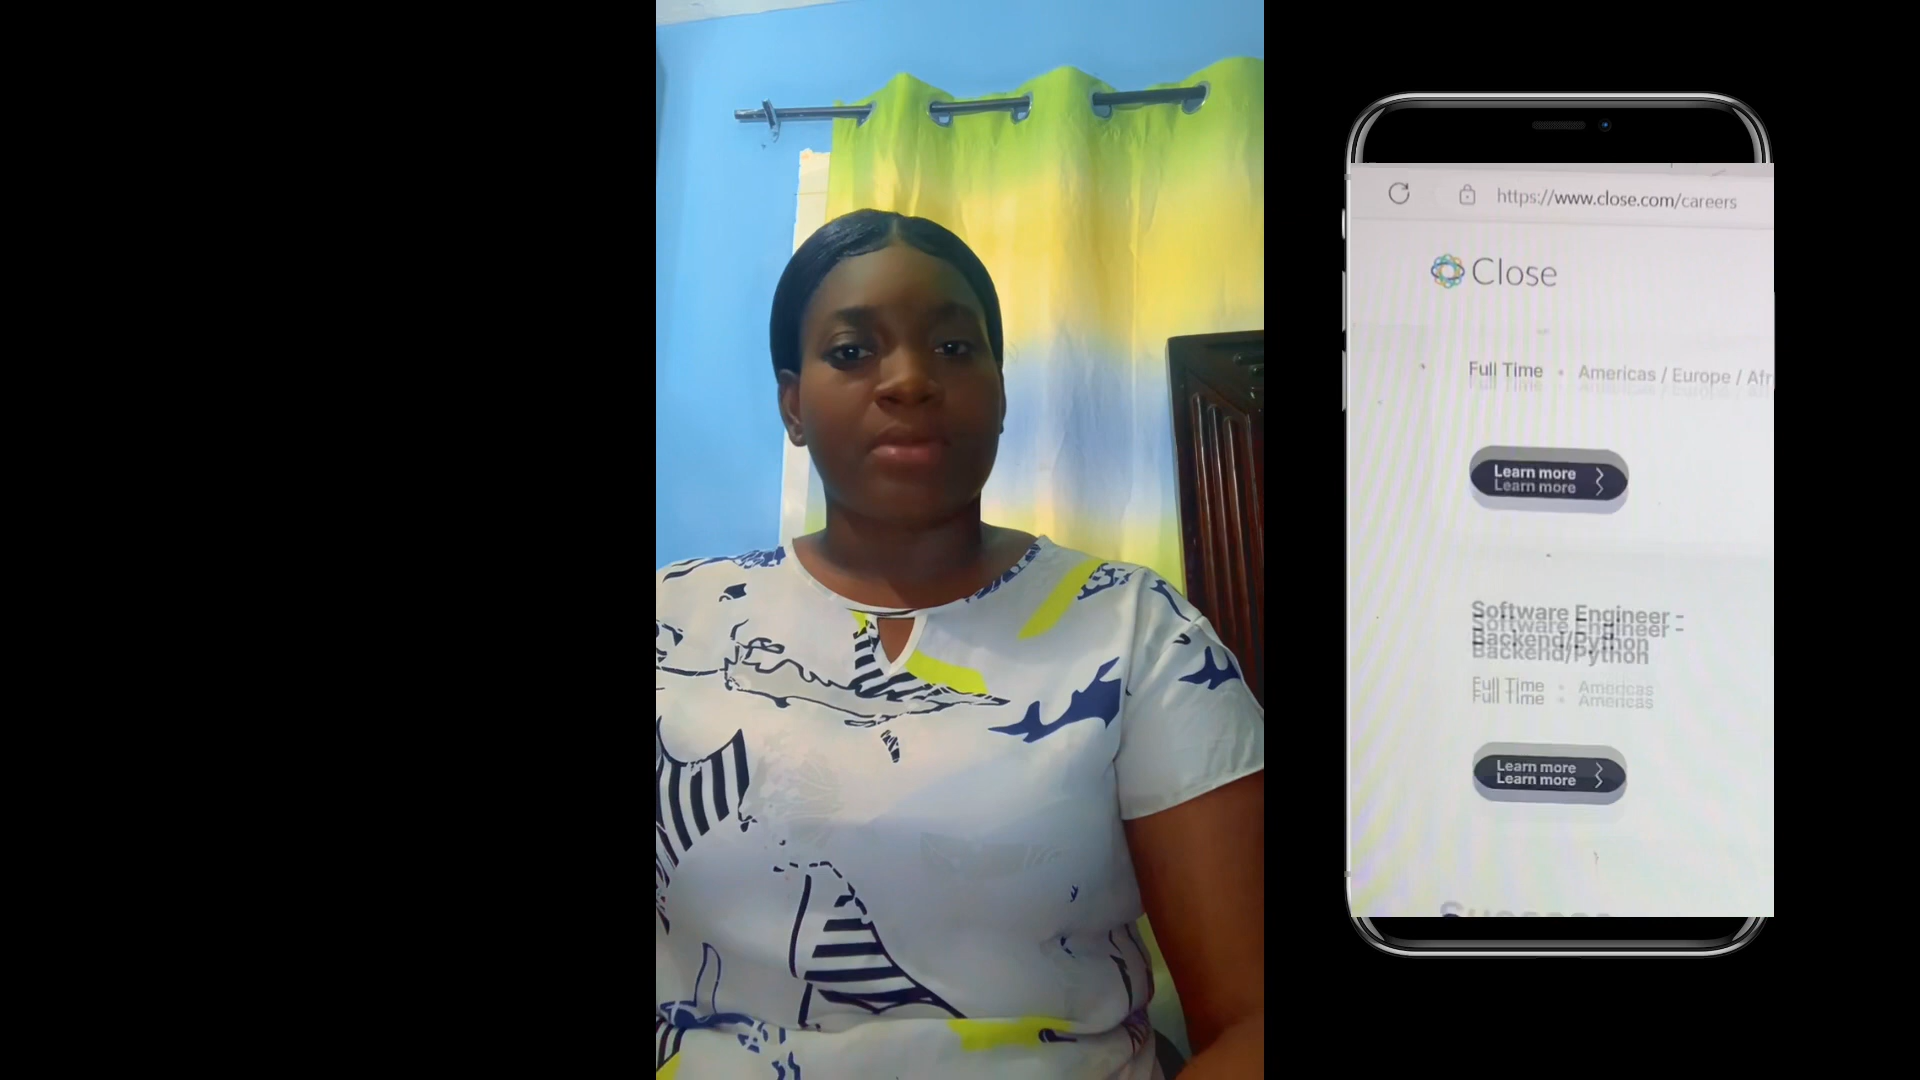 https://www.close.com/careers
Close
Full Time • Americas / Europe / Afr
Learn more
Software Engineer -
Backend/Python
Full Time • Americas
Learn more